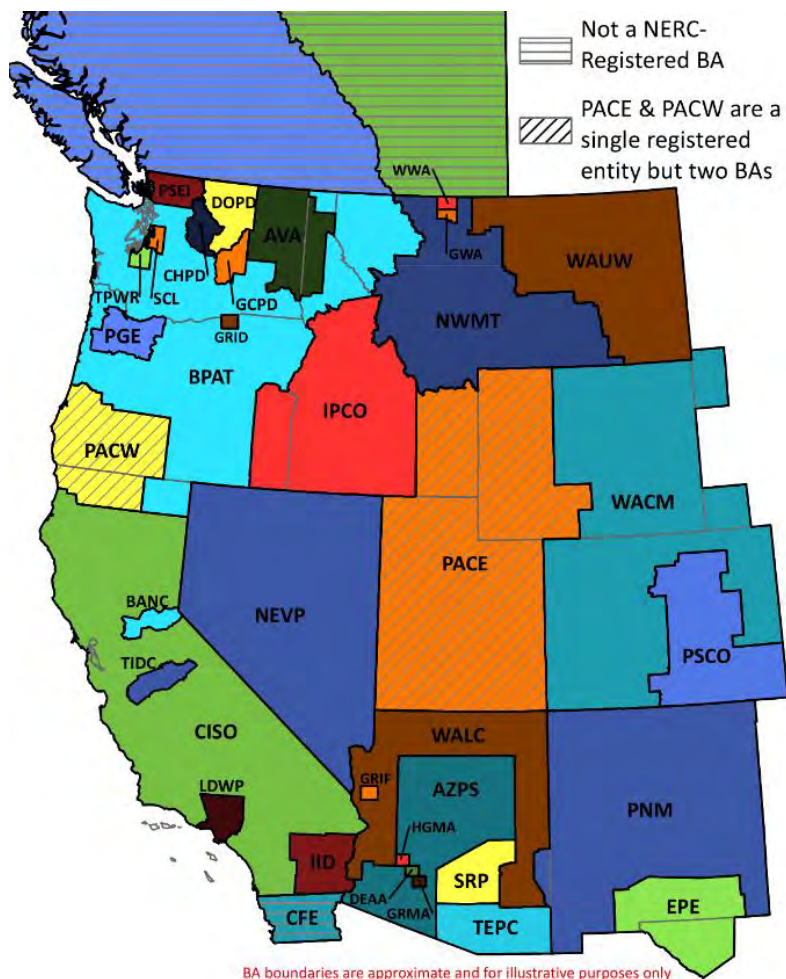 Not a NERC-
Registered BA
PACE & PACW are a
single registered
entity but two BAs
WWA
PSEI
DOPD
AVA
GWA
WAUW
CHPD
TPWR
SCL
GCPD
NWMT
PGE
GRID
BPAT
IPCO
PACW
WACM
PACE
BANC
NEVP
PSCO
TIDC
CISO
WALC
LDWP
GRIF
AZPS
PNM
HGMA
IID
SRP
DEAA
GRMA
EPE
CFE
TEPC
BA boundaries are approximate and for illustrative purposes only